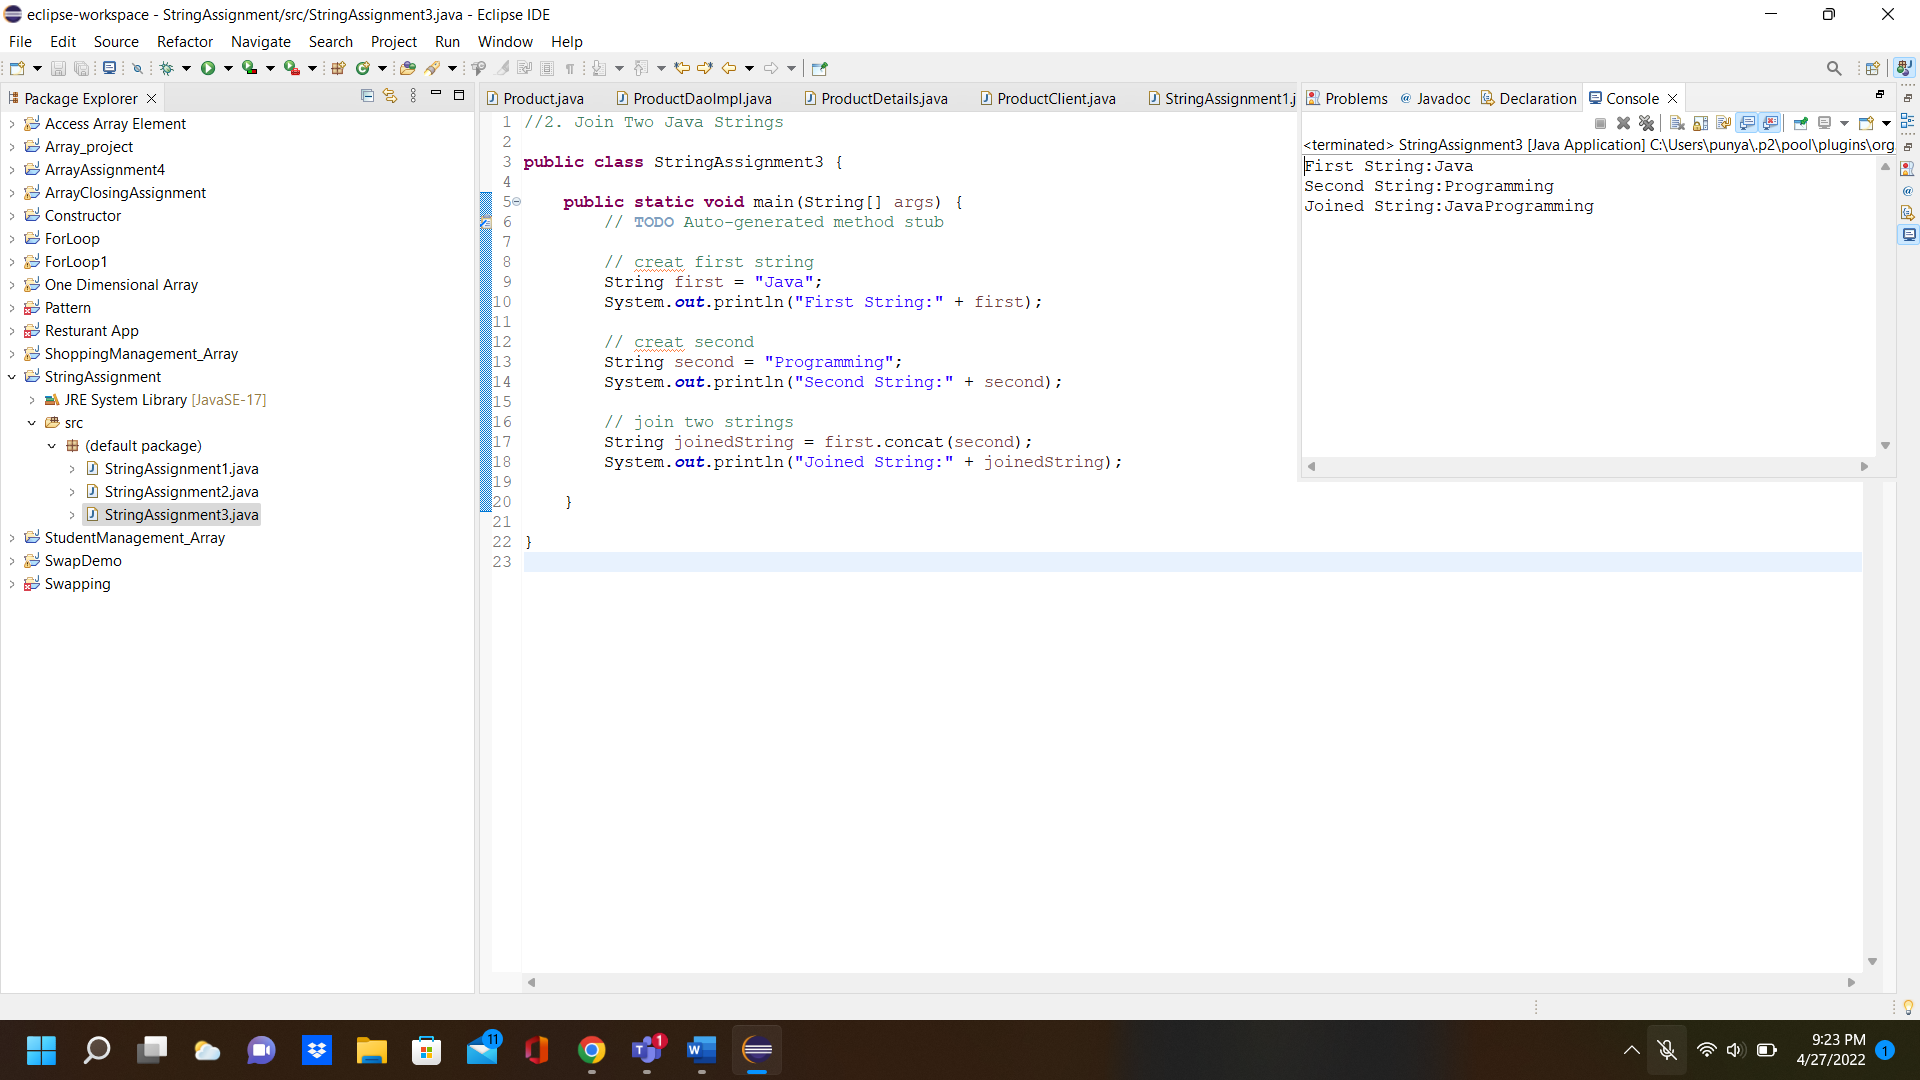 eclipse-workspace - StringAssignment/src/StringAssignment3.java - Eclipse IDE
File Edit Source Refactor Navigate Search Project Run Window Help
Package Explorer
Access Array Element
Array_project
ArrayAssignment4
ArrayClosingAssignment
Constructor
ForLoop
ForLoop1
One Dimensional Array
Pattern
Resturant App
ShoppingManagement_Array
StringAssignment
JRE System Library [JavaSE-17]
src
(default package)
StringAssignment1.java
StringAssignment2.java
StringAssignment3.java
StudentManagement_Array
SwapDemo
Swapping
Product.java ProductDaoImpl.java ProductDetails.java ProductClient.java StringAssignment1.j
1 //2. Join Two Java Strings
2
3 public class StringAssignment3 {
4
5 public static void main(String[] args) {
6 // TODO Auto-generated method stub
7
8 // creat first string
9 String first = "Java";
10 System.out.println("First String:" + first);
11
12 // creat second
13 String second = "Programming";
14 System.out.println("Second String:" + second);
15
16 // join two strings
17 String joinedString = first.concat(second);
18 System.out.println("Joined String:" + joinedString);
19
20 }
21
22 }
23
Problems Javadoc Declaration Console
<terminated> StringAssignment3 [Java Application] C:\Users\punya\.p2\pool\plugins\org
First String:Java
Second String:Programming
Joined String:JavaProgramming
11
1
9:23 PM
4/27/2022
1